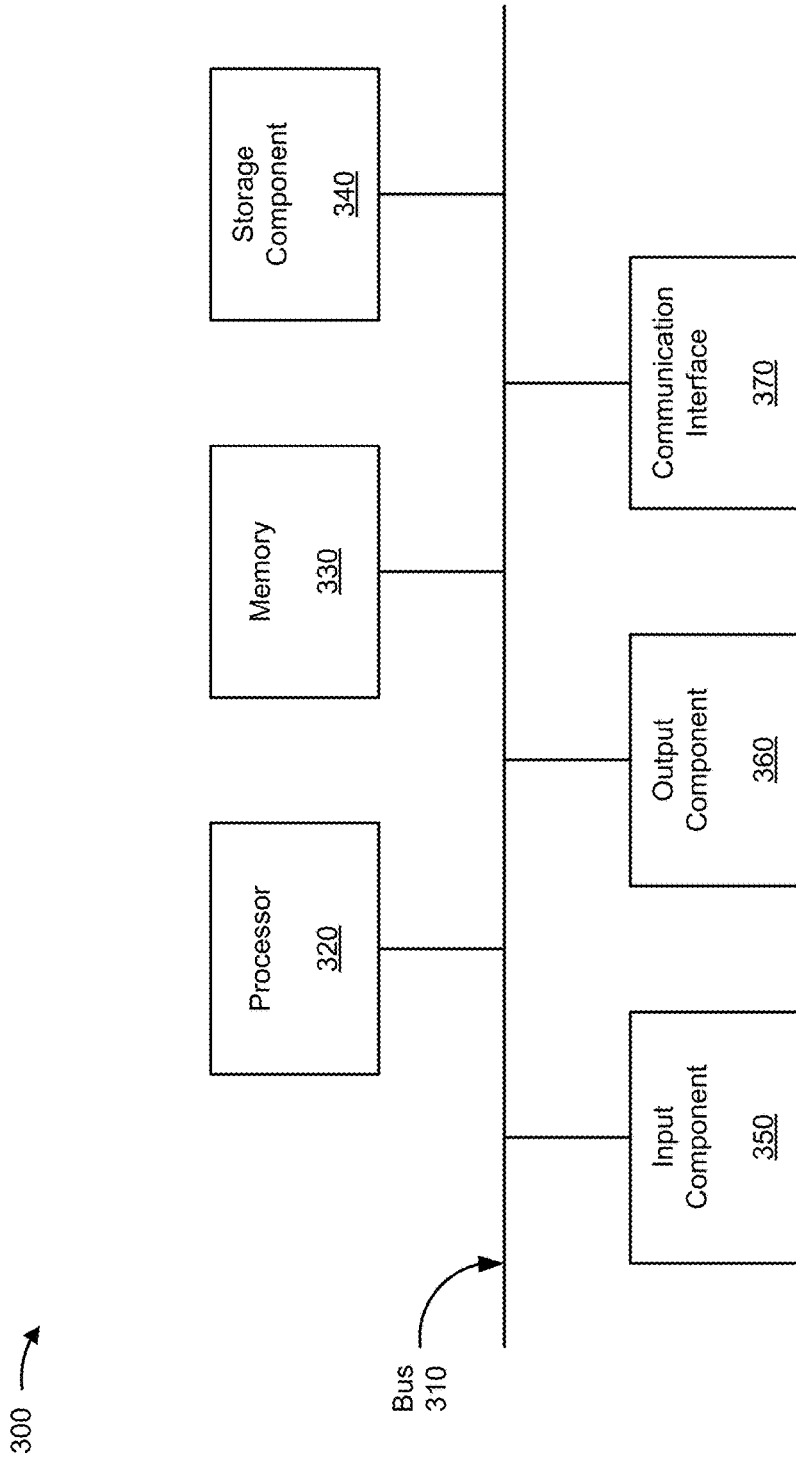 300
Bus
310
Processor
320
Memory
330
Storage
Component
340
Input
Component
350
Output
Component
360
Communication
Interface
370